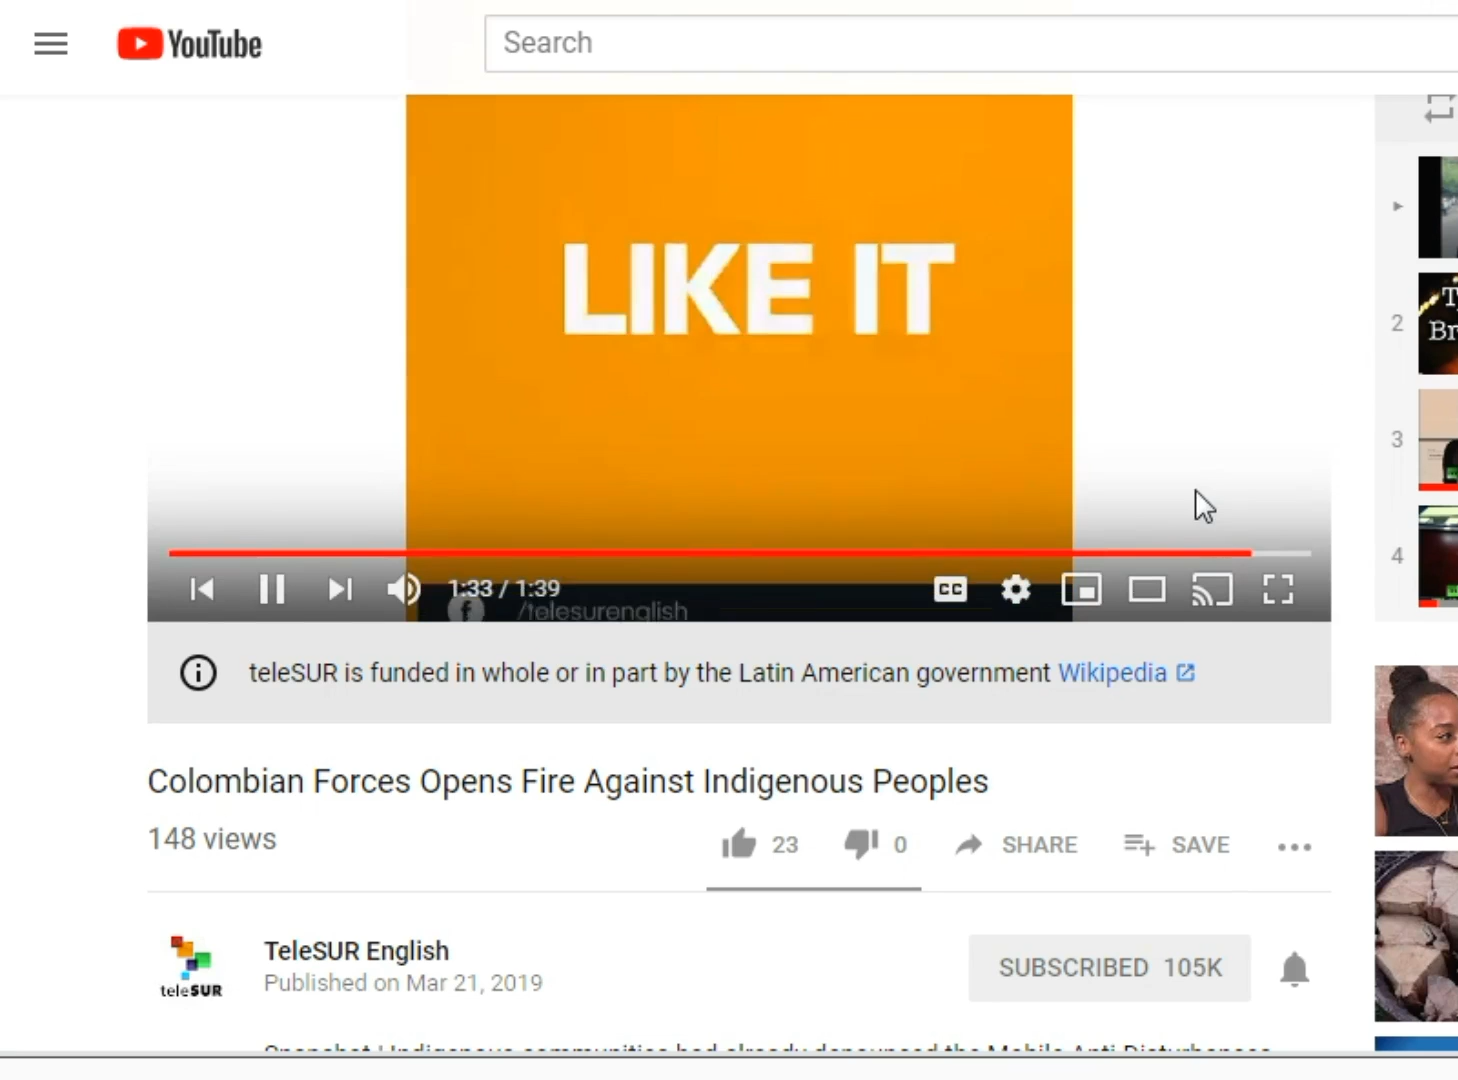 YouTube
Search
LIKE IT
2
3
4
1:33 / 1:39
CC
/telesurenglish
teleSUR is funded in whole or in part by the Latin American government Wikipedia
Colombian Forces Opens Fire Against Indigenous Peoples
148 views
23
0
SHARE
SAVE
TeleSUR English
Published on Mar 21, 2019
teleSUR
SUBSCRIBED 105K